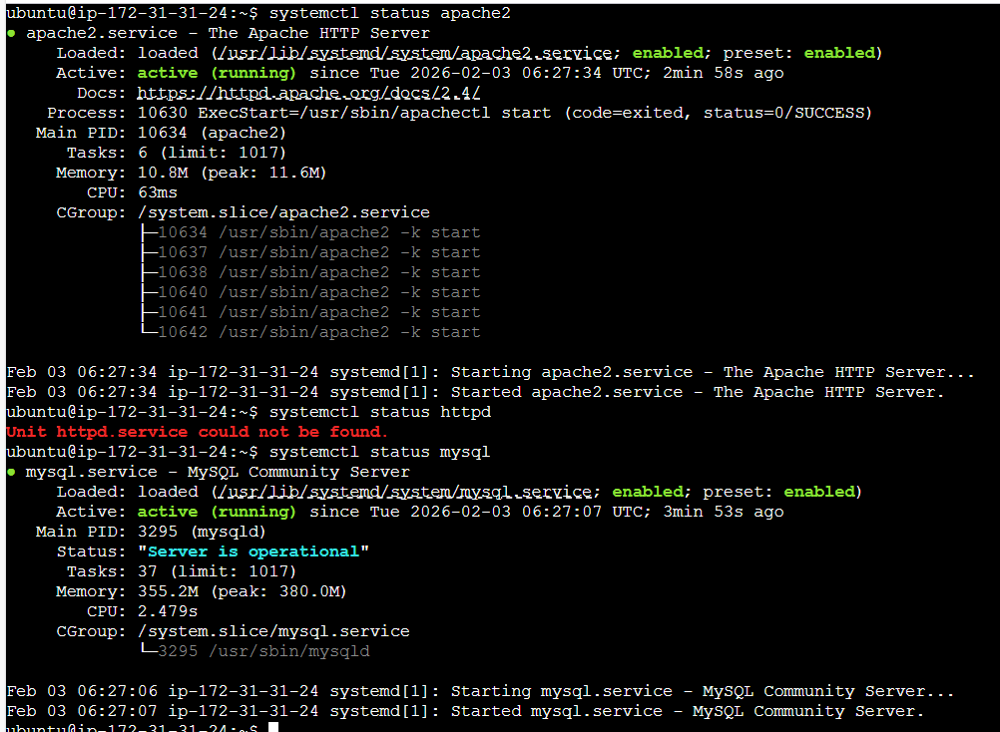 ubuntu@ip-172-31-31-24:~$ systemctl status apache2
● apache2.service - The Apache HTTP Server
     Loaded: loaded (/usr/lib/systemd/system/apache2.service; enabled; preset: enabled)
     Active: active (running) since Tue 2026-02-03 06:27:34 UTC; 2min 58s ago
       Docs: https://httpd.apache.org/docs/2.4/
    Process: 10630 ExecStart=/usr/sbin/apachectl start (code=exited, status=0/SUCCESS)
   Main PID: 10634 (apache2)
      Tasks: 6 (limit: 1017)
     Memory: 10.8M (peak: 11.6M)
        CPU: 63ms
     CGroup: /system.slice/apache2.service
             ├─10634 /usr/sbin/apache2 -k start
             ├─10637 /usr/sbin/apache2 -k start
             ├─10638 /usr/sbin/apache2 -k start
             ├─10640 /usr/sbin/apache2 -k start
             ├─10641 /usr/sbin/apache2 -k start
             └─10642 /usr/sbin/apache2 -k start

Feb 03 06:27:34 ip-172-31-31-24 systemd[1]: Starting apache2.service - The Apache HTTP Server...
Feb 03 06:27:34 ip-172-31-31-24 systemd[1]: Started apache2.service - The Apache HTTP Server.
ubuntu@ip-172-31-31-24:~$ systemctl status httpd
Unit httpd.service could not be found.
ubuntu@ip-172-31-31-24:~$ systemctl status mysql
● mysql.service - MySQL Community Server
     Loaded: loaded (/usr/lib/systemd/system/mysql.service; enabled; preset: enabled)
     Active: active (running) since Tue 2026-02-03 06:27:07 UTC; 3min 53s ago
   Main PID: 3295 (mysqld)
     Status: "Server is operational"
      Tasks: 37 (limit: 1017)
     Memory: 355.2M (peak: 380.0M)
        CPU: 2.479s
     CGroup: /system.slice/mysql.service
             └─3295 /usr/sbin/mysqld

Feb 03 06:27:06 ip-172-31-31-24 systemd[1]: Starting mysql.service - MySQL Community Server...
Feb 03 06:27:07 ip-172-31-31-24 systemd[1]: Started mysql.service - MySQL Community Server.
ubuntu@ip-172-31-31-24:~$